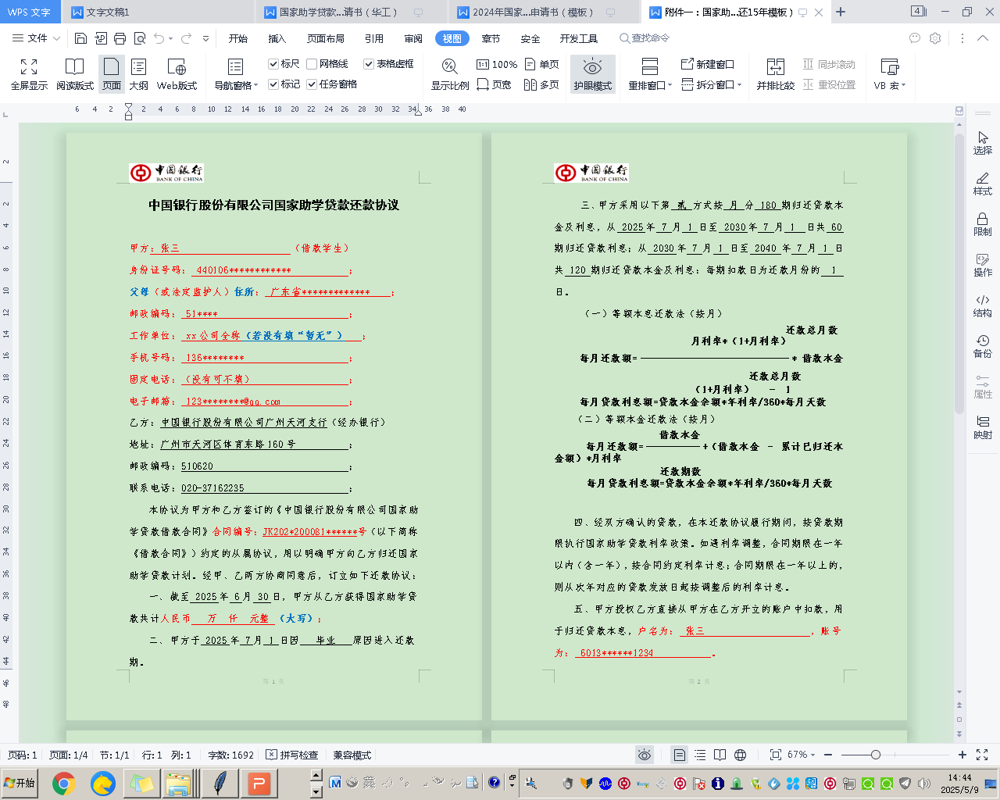 WPS 文字
文字文稿1
国家助学贷款...请书（华工）
2024年国家...申请书（模板）
附件一：国家助...还15年模板）
4
文件
开始
插入
页面布局
引用
审阅
视图
章节
安全
开发工具
查找命令
全屏显示
阅读版式
页面
大纲
Web版式
导航窗格
标尺
网格线
表格虚框
标记
任务窗格
显示比例
100%
单页
页宽
多页
护眼模式
重排窗口
新建窗口
拆分窗口
并排比较
同步滚动
重设位置
VB 宏
6 4 2 2 4 6 8 10 12 14 16 18 20 22 24 26 28 30 32 34 36 38 40
中国银行
BANK OF CHINA
中国银行股份有限公司国家助学贷款还款协议
甲方：张三（借款学生）
身份证号码：440106************；
父母（或法定监护人）住所：广东省*************；
邮政编码：51****；
工作单位：xx公司全称（若没有填“暂无”）；
手机号码：136********；
固定电话：（没有可不填）；
电子邮箱：123********@qq.com；
乙方：中国银行股份有限公司广州天河支行（经办银行）
地址：广州市天河区体育东路160号；
邮政编码：510620；
联系电话：020-37162235；
本协议为甲方和乙方签订的《中国银行股份有限公司国家助
学贷款借款合同》合同编号：JK202*200081******号（以下简称
《借款合同》）约定的从属协议，用以明确甲方向乙方归还国家
助学贷款计划。经甲、乙两方协商同意后，订立如下还款协议：
一、截至 2025 年 6 月 30 日，甲方从乙方获得国家助学贷
款共计人民币 万 仟 元整（大写）；
二、甲方于 2025 年 7 月 1 日因 毕业 原因进入还款
期。
第 1 页
中国银行
BANK OF CHINA
三、甲方采用以下第 贰 方式按 月 分 180 期归还贷款本
金及利息，从 2025 年 7 月 1 日至 2030 年 7 月 1 日共 60
期归还贷款利息；从 2030 年 7 月 1 日至 2040 年 7 月 1 日
共 120 期归还贷款本金及利息；每期扣款日为还款月份的 1
日。
（一）等额本息还款法（按月）
还款总月数
月利率*（1+月利率）
每月还款额= * 借款本金
还款总月数
（1+月利率） - 1
每月贷款利息额=贷款本金余额*年利率/360*每月天数
（二）等额本金还款法（按月）
借款本金
每月还款额= +（借款本金 - 累计已归还本
金额）*月利率
还款期数
每月贷款利息额=贷款本金余额*年利率/360*每月天数
四、经双方确认的贷款，在本还款协议履行期间，按贷款期
限执行国家助学贷款利率政策。如遇利率调整，合同期限在一年
以内（含一年），按合同约定利率计息；合同期限在一年以上的，
则从次年对应的贷款发放日起按调整后的利率计息。
五、甲方授权乙方直接从甲方在乙方开立的账户中扣款，用
于归还贷款本息，户名为：张三，账号
为：6013******1234。
第 2 页
选择
样式
限制
操作
结构
备份
属性
映射
页码: 1
页面: 1/4
节: 1/1
行: 1
列: 1
字数: 1692
拼写检查
兼容模式
67%
开始
14:44
2025/5/9